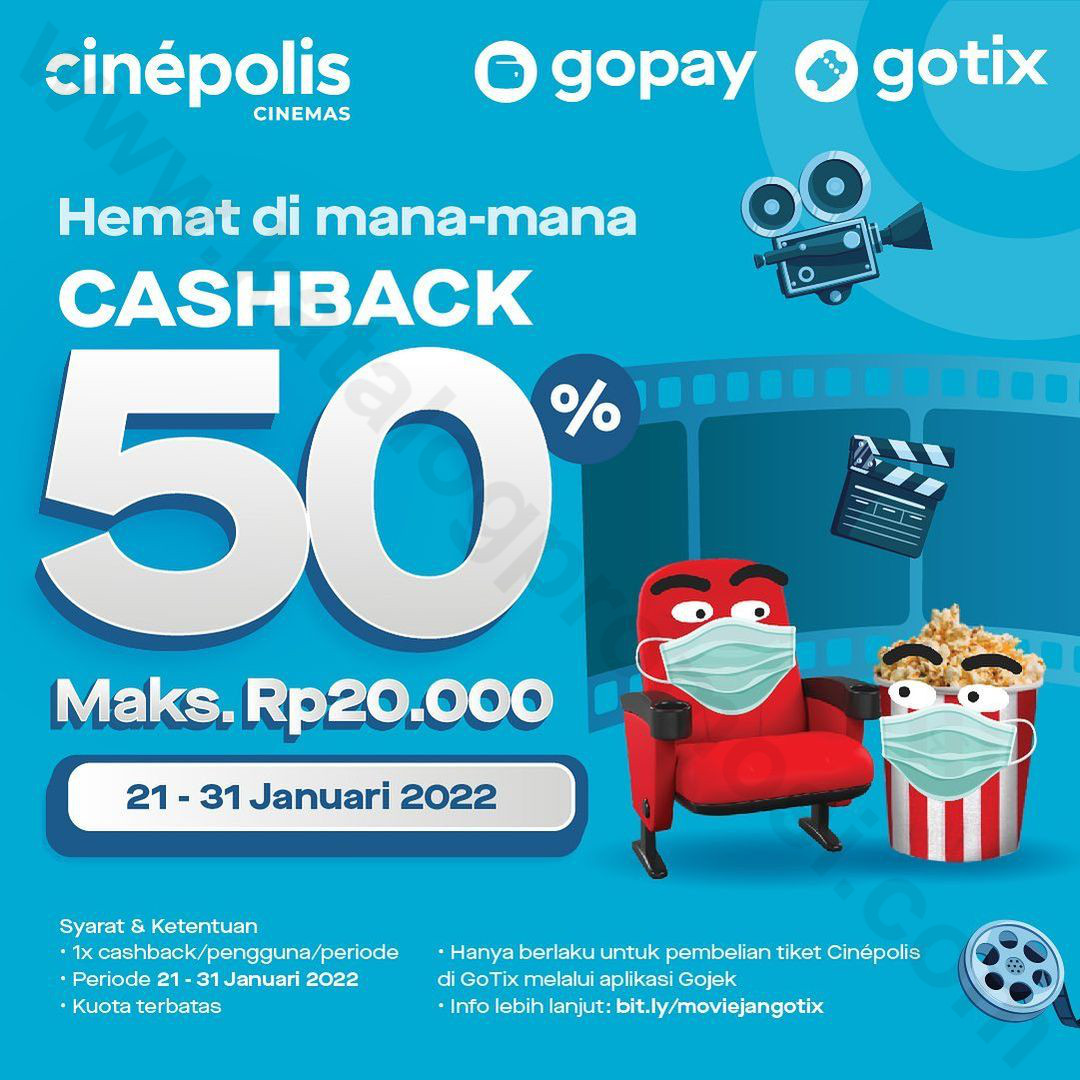 cinépolis
CINEMAS
gopay
gotix
Hemat di mana-mana
CASHBACK
50%
Maks. Rp20.000
21 - 31 Januari 2022
Syarat & Ketentuan
• 1x cashback/pengguna/periode
• Periode 21 - 31 Januari 2022
• Kuota terbatas
• Hanya berlaku untuk pembelian tiket Cinépolis
di GoTix melalui aplikasi Gojek
• Info lebih lanjut: bit.ly/moviejangotix